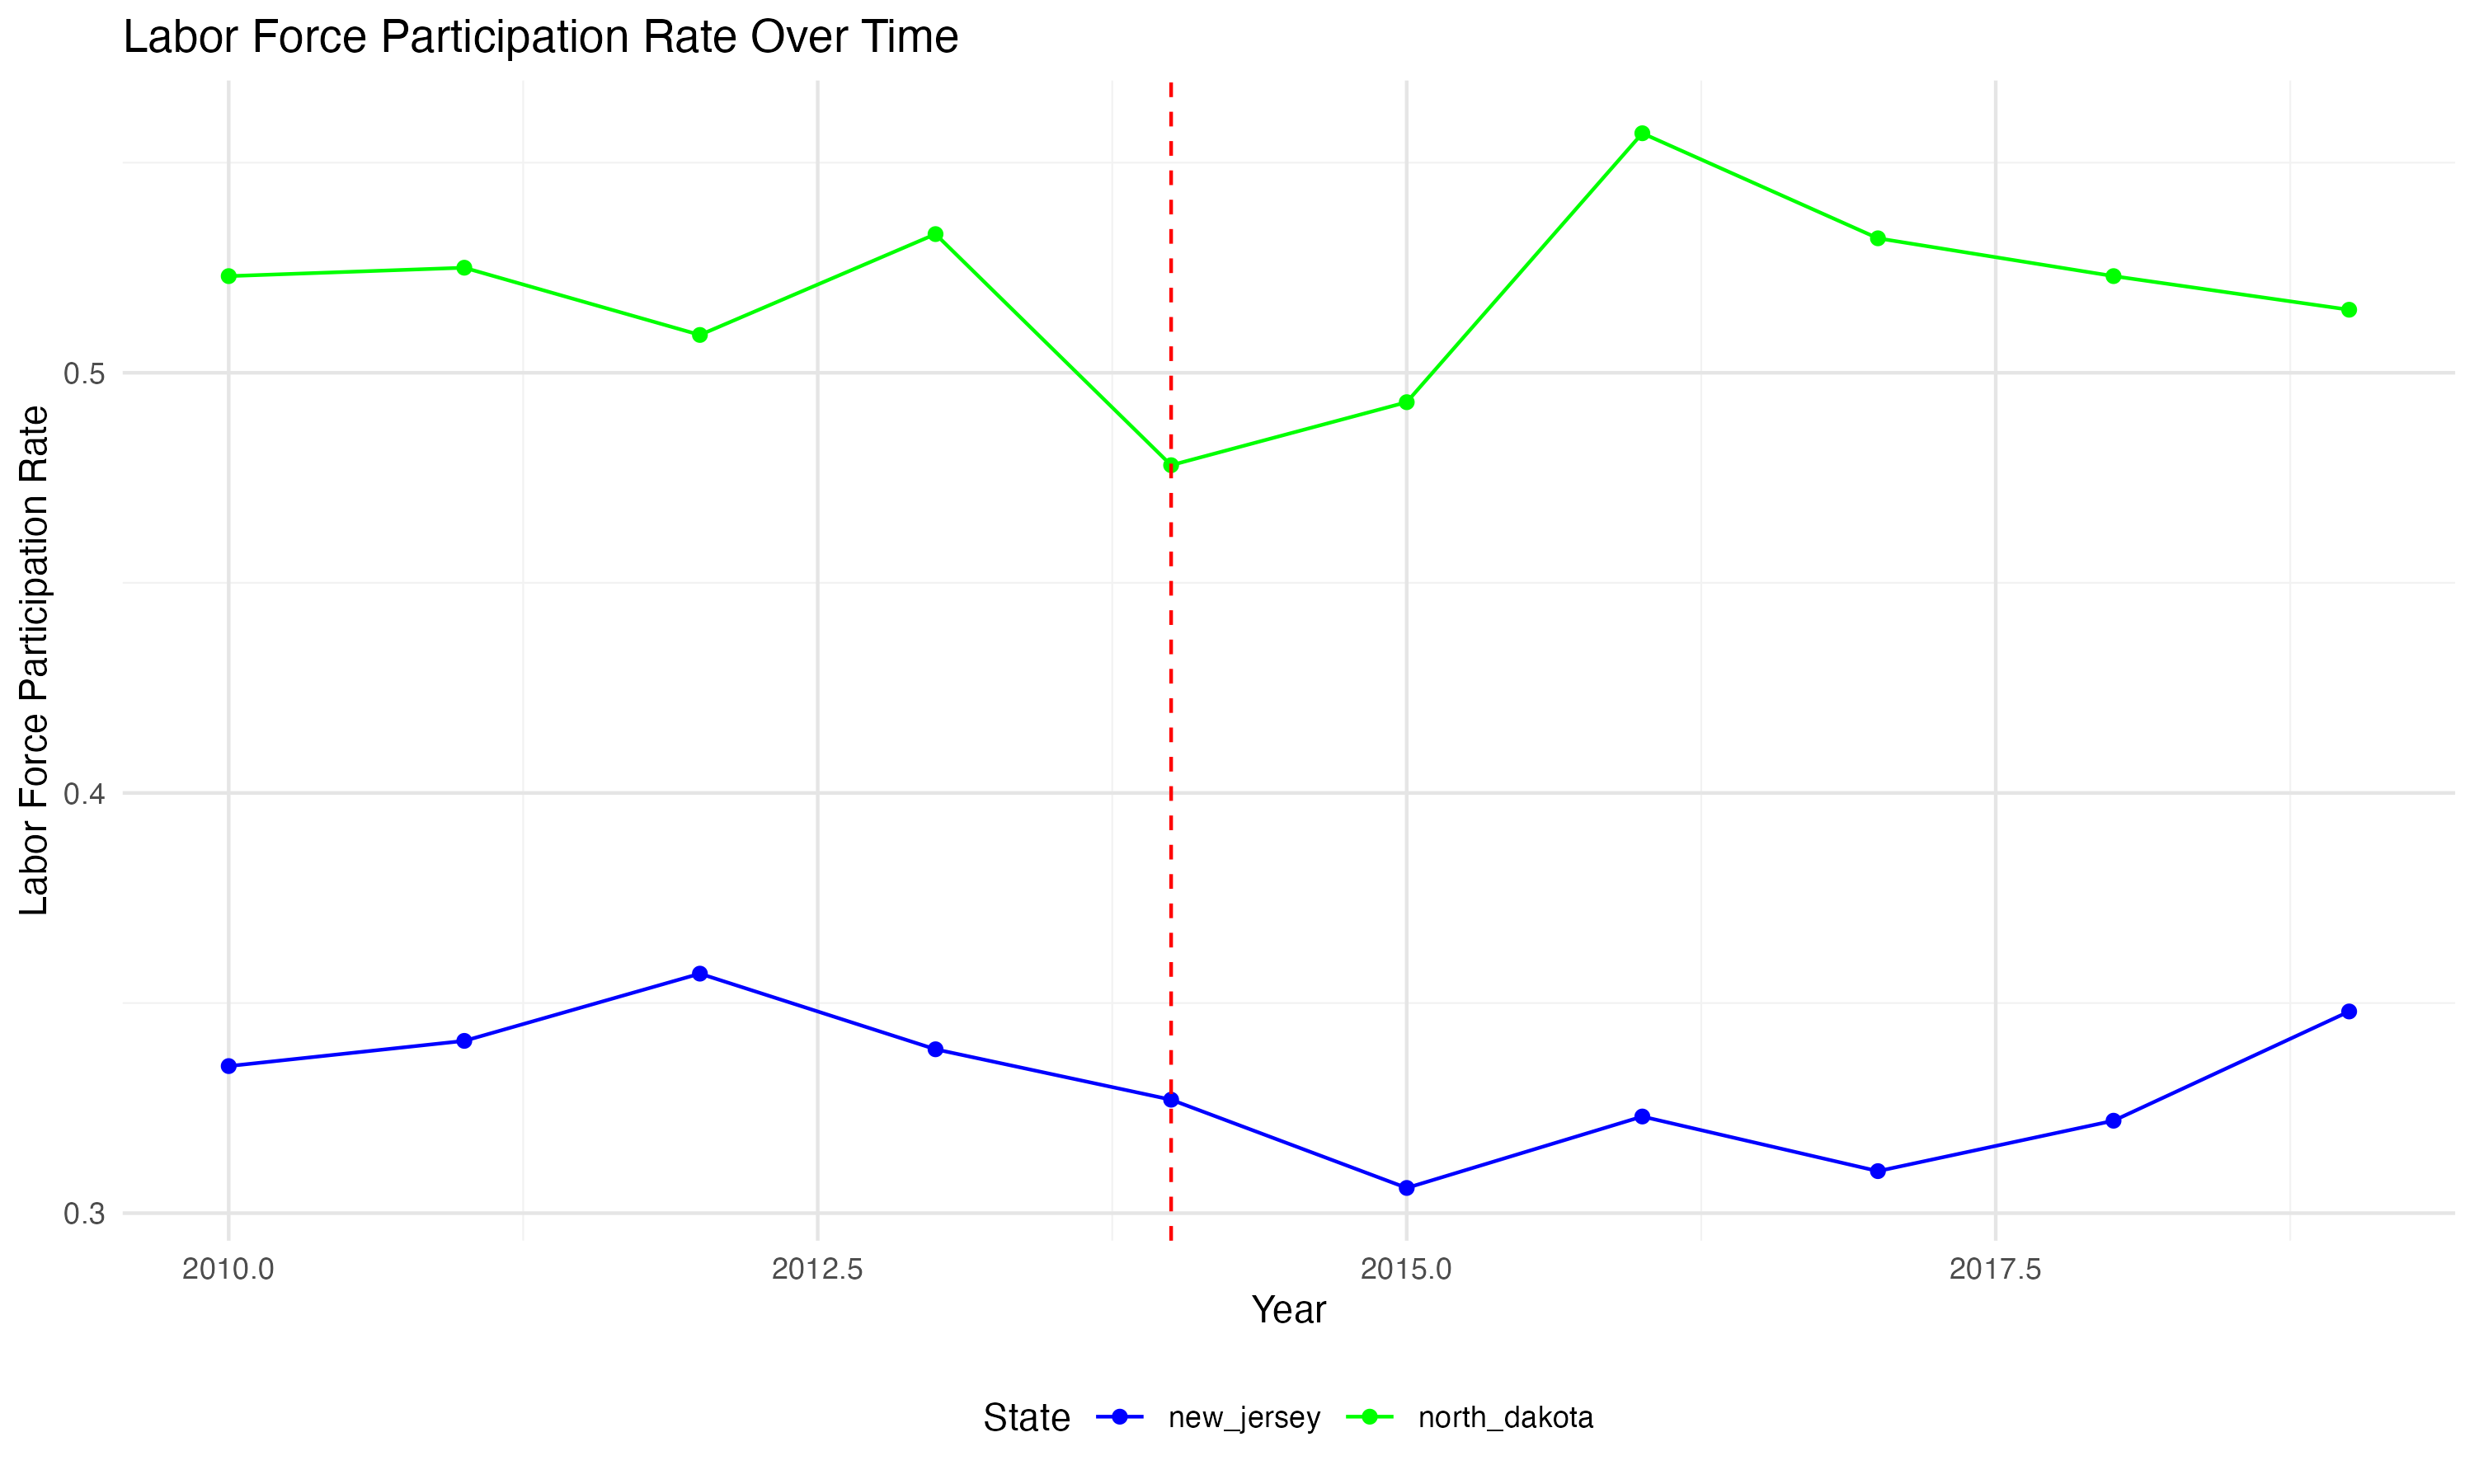 Labor Force Participation Rate Over Time
Labor Force Participation Rate
0.5
0.4
0.3
2010.0 2012.5 2015.0 2017.5
Year
State new_jersey north_dakota